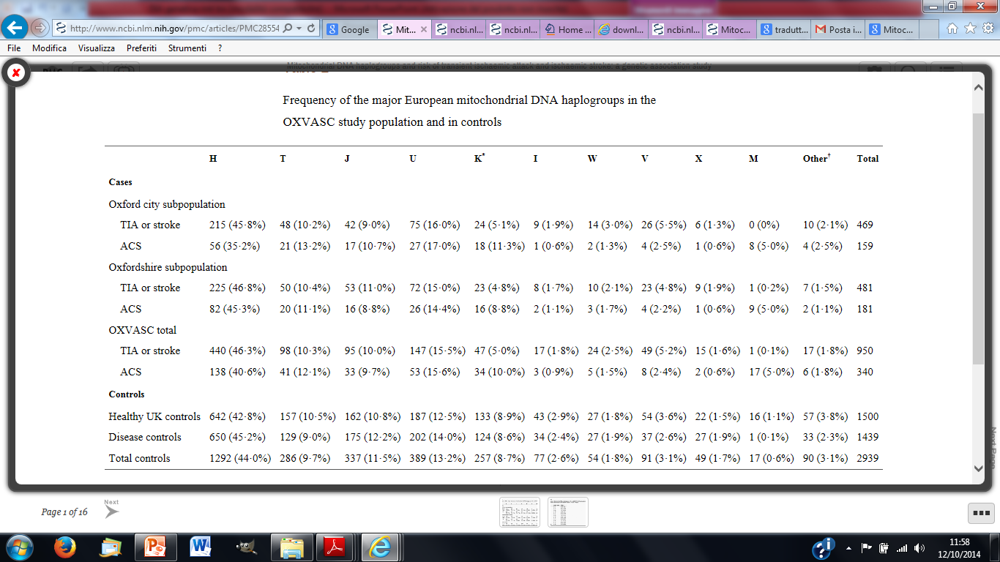 http://www.ncbi.nlm.nih.gov/pmc/articles/PMC28554
Google
Mit...
ncbi.nl...
ncbi.nl...
Home ...
downl...
ncbi.nl...
Mitoc...
tradutt...
Posta i...
Mitoc...
File Modifica Visualizza Preferiti Strumenti ?
Mitochondrial DNA haplogroups and risk of transient ischaemic attack and ischaemic stroke: a genetic association study
Frequency of the major European mitochondrial DNA haplogroups in the
OXVASC study population and in controls
H T J U K* I W V X M Other† Total
Cases
Oxford city subpopulation
TIA or stroke 215 (45·8%) 48 (10·2%) 42 (9·0%) 75 (16·0%) 24 (5·1%) 9 (1·9%) 14 (3·0%) 26 (5·5%) 6 (1·3%) 0 (0%) 10 (2·1%) 469
ACS 56 (35·2%) 21 (13·2%) 17 (10·7%) 27 (17·0%) 18 (11·3%) 1 (0·6%) 2 (1·3%) 4 (2·5%) 1 (0·6%) 8 (5·0%) 4 (2·5%) 159
Oxfordshire subpopulation
TIA or stroke 225 (46·8%) 50 (10·4%) 53 (11·0%) 72 (15·0%) 23 (4·8%) 8 (1·7%) 10 (2·1%) 23 (4·8%) 9 (1·9%) 1 (0·2%) 7 (1·5%) 481
ACS 82 (45·3%) 20 (11·1%) 16 (8·8%) 26 (14·4%) 16 (8·8%) 2 (1·1%) 3 (1·7%) 4 (2·2%) 1 (0·6%) 9 (5·0%) 2 (1·1%) 181
OXVASC total
TIA or stroke 440 (46·3%) 98 (10·3%) 95 (10·0%) 147 (15·5%) 47 (5·0%) 17 (1·8%) 24 (2·5%) 49 (5·2%) 15 (1·6%) 1 (0·1%) 17 (1·8%) 950
ACS 138 (40·6%) 41 (12·1%) 33 (9·7%) 53 (15·6%) 34 (10·0%) 3 (0·9%) 5 (1·5%) 8 (2·4%) 2 (0·6%) 17 (5·0%) 6 (1·8%) 340
Controls
Healthy UK controls 642 (42·8%) 157 (10·5%) 162 (10·8%) 187 (12·5%) 133 (8·9%) 43 (2·9%) 27 (1·8%) 54 (3·6%) 22 (1·5%) 16 (1·1%) 57 (3·8%) 1500
Disease controls 650 (45·2%) 129 (9·0%) 175 (12·2%) 202 (14·0%) 124 (8·6%) 34 (2·4%) 27 (1·9%) 37 (2·6%) 27 (1·9%) 1 (0·1%) 33 (2·3%) 1439
Total controls 1292 (44·0%) 286 (9·7%) 337 (11·5%) 389 (13·2%) 257 (8·7%) 77 (2·6%) 54 (1·8%) 91 (3·1%) 49 (1·7%) 17 (0·6%) 90 (3·1%) 2939
Next Page
Page 1 of 16
Next
11:58
12/10/2014